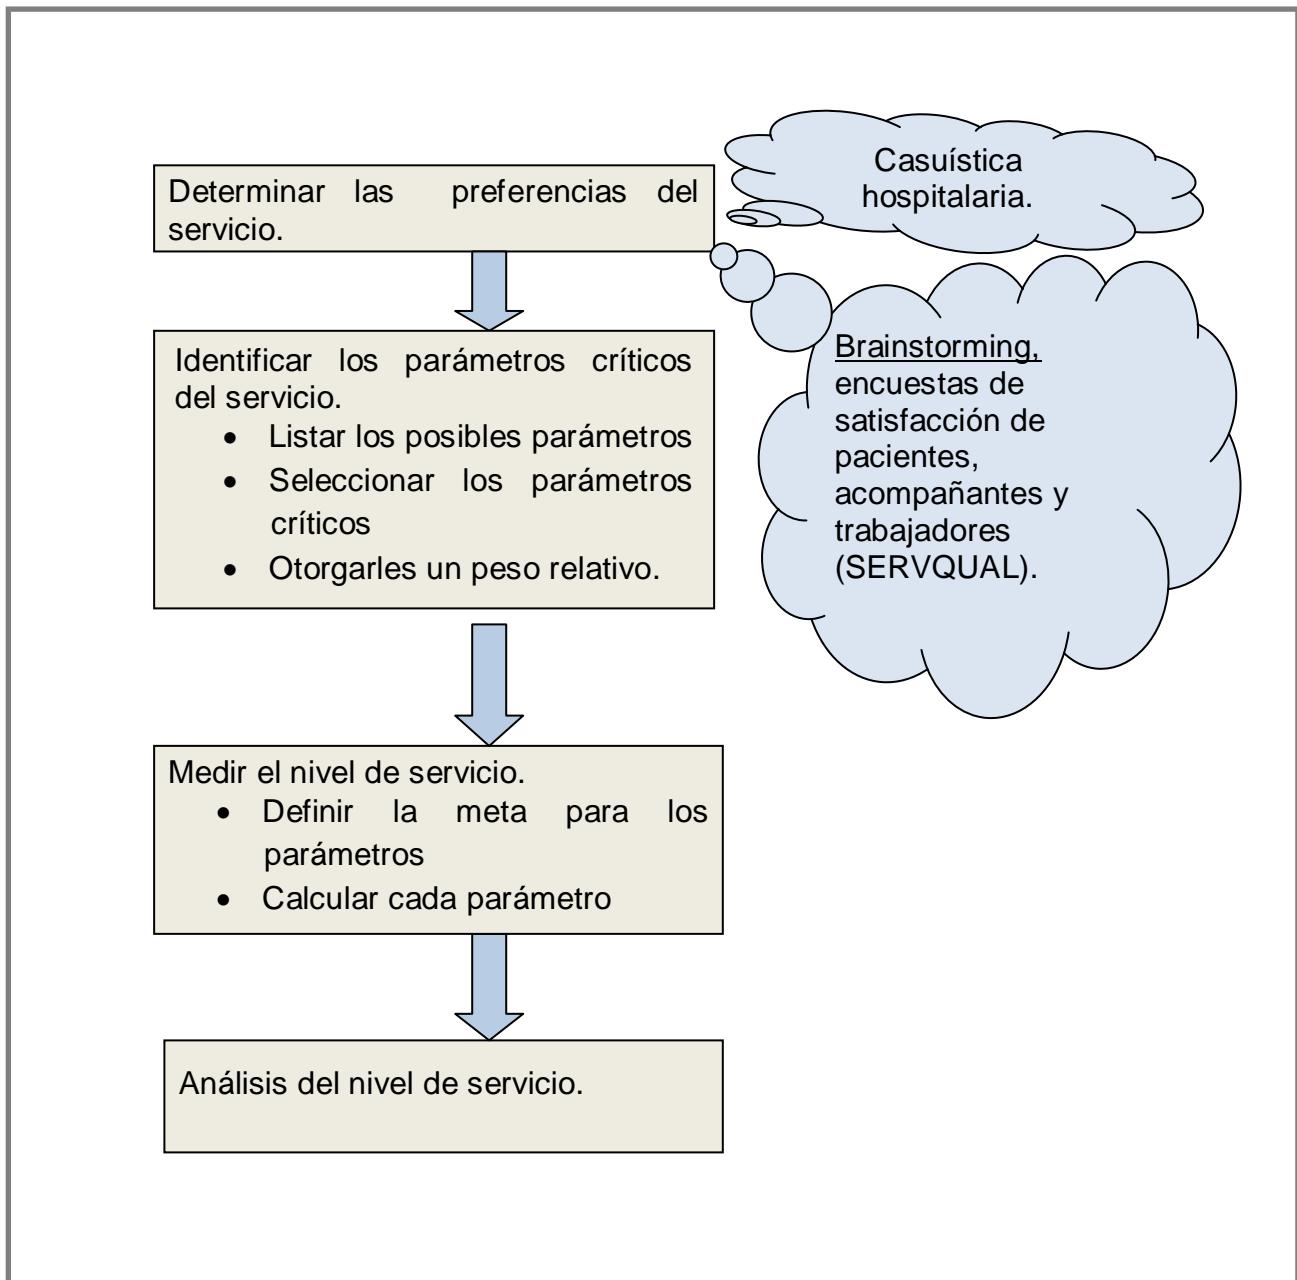 Determinar las preferencias del
servicio.
Casuística
hospitalaria.
Identificar los parámetros críticos
del servicio.
• Listar los posibles parámetros
• Seleccionar los parámetros
críticos
• Otorgarles un peso relativo.
Brainstorming,
encuestas de
satisfacción de
pacientes,
acompañantes y
trabajadores
(SERVQUAL).
Medir el nivel de servicio.
• Definir la meta para los
parámetros
• Calcular cada parámetro
Análisis del nivel de servicio.